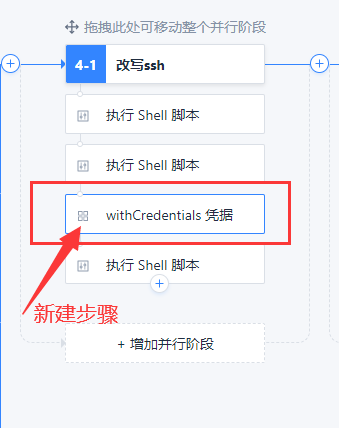 拖拽此处可移动整个并行阶段
4-1 改写ssh
执行 Shell 脚本
执行 Shell 脚本
withCredentials 凭据
执行 Shell 脚本
新建步骤
+ 增加并行阶段